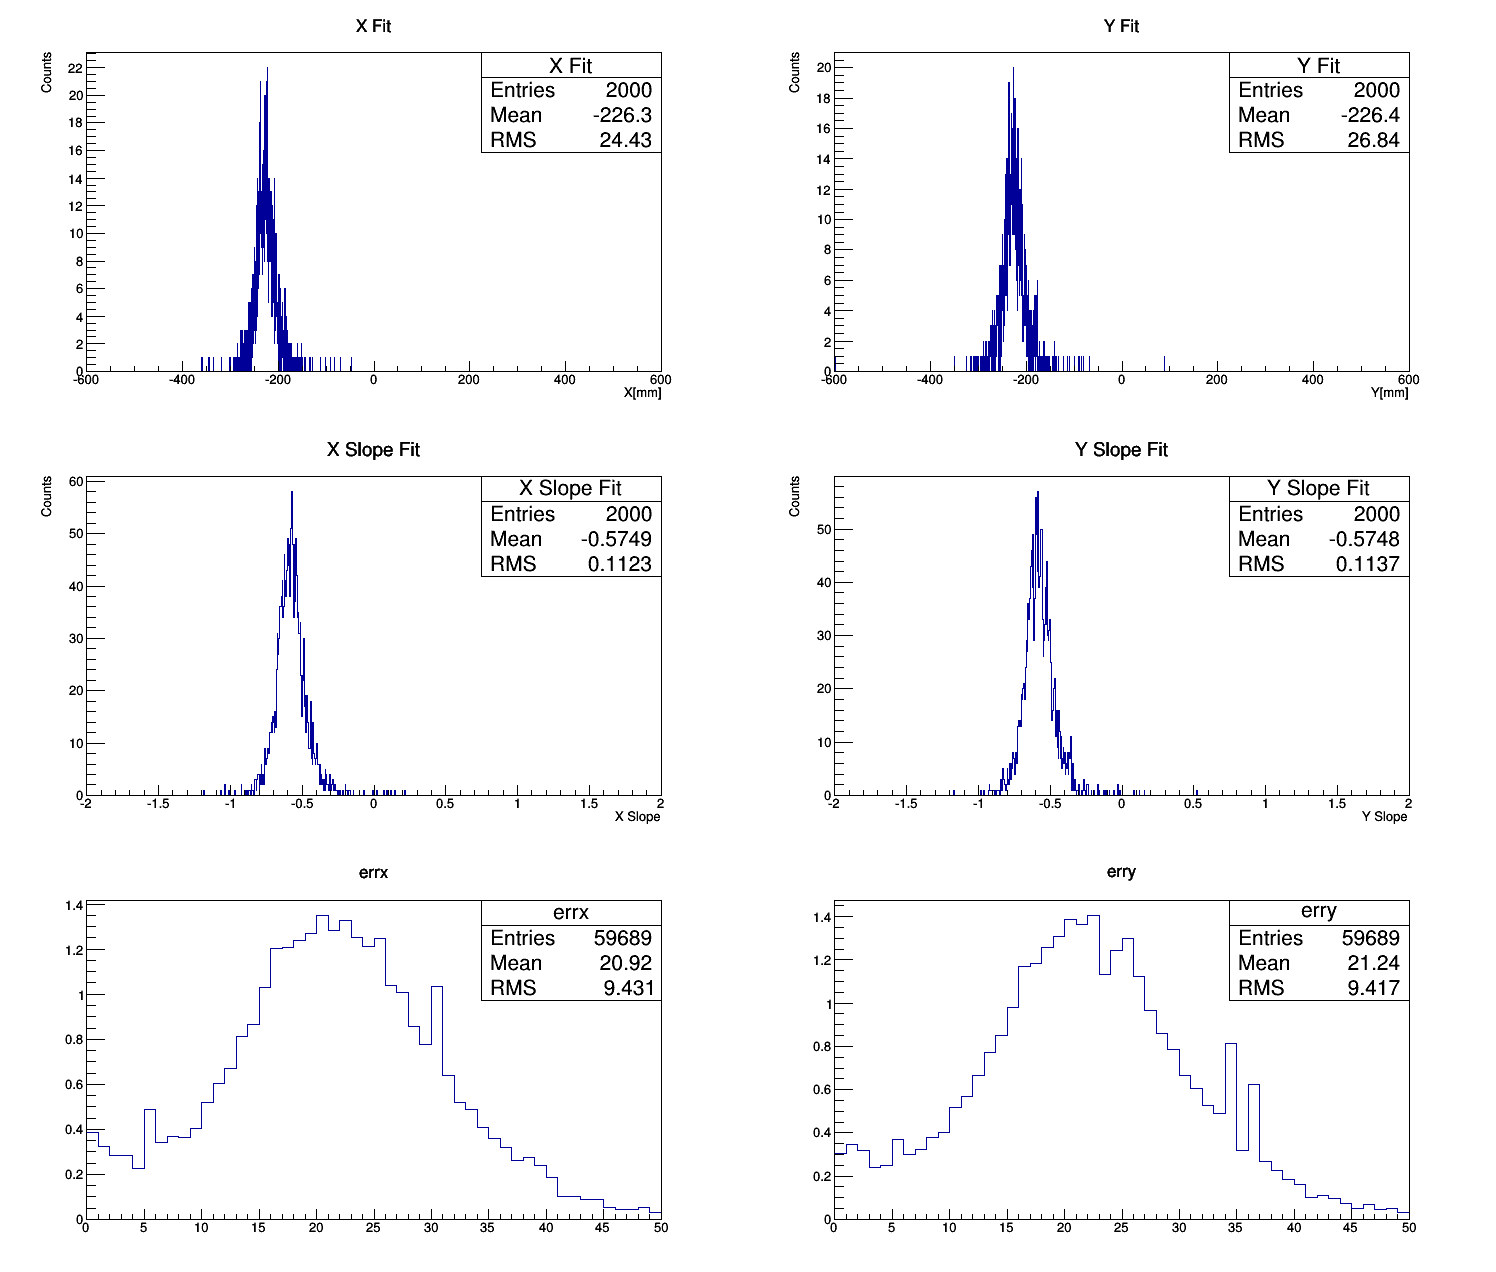 X Fit
Counts
22
20
18
16
14
12
10
8
6
4
2
0
-600 -400 -200 0 200 400 600
X[mm]
X Fit
Entries 2000
Mean -226.3
RMS 24.43
Y Fit
Counts
20
18
16
14
12
10
8
6
4
2
0
-600 -400 -200 0 200 400 600
Y[mm]
Y Fit
Entries 2000
Mean -226.4
RMS 26.84
X Slope Fit
Counts
60
50
40
30
20
10
0
-2 -1.5 -1 -0.5 0 0.5 1 1.5 2
X Slope
X Slope Fit
Entries 2000
Mean -0.5749
RMS 0.1123
Y Slope Fit
Counts
50
40
30
20
10
0
-2 -1.5 -1 -0.5 0 0.5 1 1.5 2
Y Slope
Y Slope Fit
Entries 2000
Mean -0.5748
RMS 0.1137
errx
1.4
1.2
1
0.8
0.6
0.4
0.2
0
0 5 10 15 20 25 30 35 40 45 50
errx
Entries 59689
Mean 20.92
RMS 9.431
erry
1.4
1.2
1
0.8
0.6
0.4
0.2
0
0 5 10 15 20 25 30 35 40 45 50
erry
Entries 59689
Mean 21.24
RMS 9.417